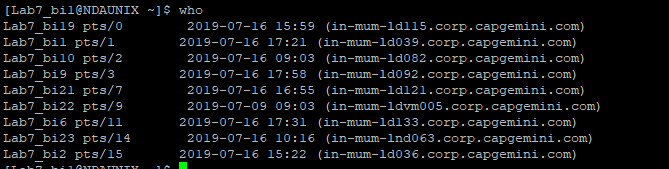 [Lab7_bi1@NDAUNIX ~]$ who
Lab7_bi19 pts/0 2019-07-16 15:59 (in-mum-ld115.corp.capgemini.com)
Lab7_bi1 pts/1 2019-07-16 17:21 (in-mum-ld039.corp.capgemini.com)
Lab7_bi10 pts/2 2019-07-16 09:03 (in-mum-ld082.corp.capgemini.com)
Lab7_bi9 pts/3 2019-07-16 17:58 (in-mum-ld092.corp.capgemini.com)
Lab7_bi21 pts/7 2019-07-16 16:55 (in-mum-ld121.corp.capgemini.com)
Lab7_bi22 pts/9 2019-07-09 09:03 (in-mum-ldvm005.corp.capgemini.com)
Lab7_bi6 pts/11 2019-07-16 17:31 (in-mum-ld133.corp.capgemini.com)
Lab7_bi23 pts/14 2019-07-16 10:16 (in-mum-lnd063.corp.capgemini.com)
Lab7_bi2 pts/15 2019-07-16 15:22 (in-mum-ld036.corp.capgemini.com)
[Lab7_bi1@NDAUNIX ~]$